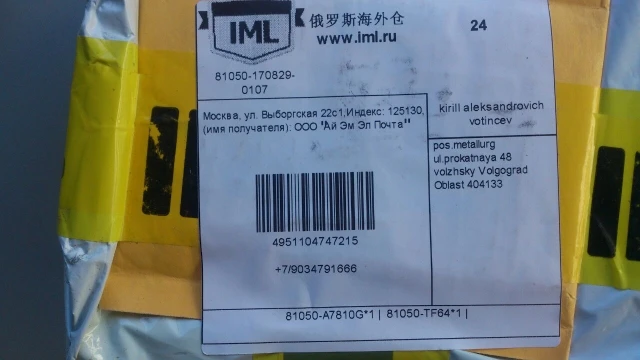 IML
俄罗斯海外仓
www.iml.ru
24
81050-170829-
0107
Москва, ул. Выборгская 22с1,Индекс: 125130,
(имя получателя): ООО "Ай Эм Эл Почта"
kirill aleksandrovich
votincev
pos.metallurg
ul.prokatnaya 48
volzhsky Volgograd
Oblast 404133
4951104747215
+7/9034791666
81050-A7810G*1 | 81050-TF64*1 |